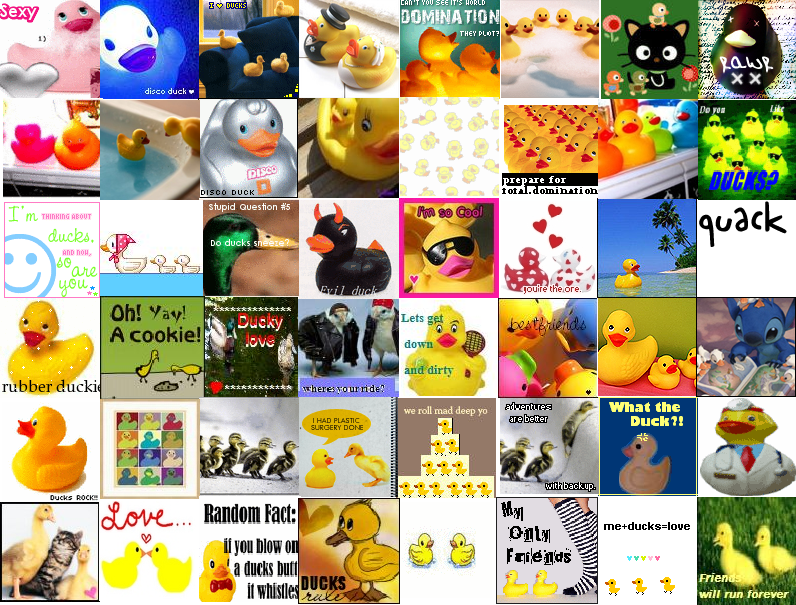 Sexy
1)
disco duck
I ♥ DUCKS
CAN'T YOU SEE IT'S WORLD
DOMINATION
THEY PLOT?
RAWR
XX
DISCO DUCK
DISCO
prepare for
total domination
Do you Like
DUCKS?
I'm THINKING ABOUT
ducks,
AND NOW,
so are
you.
Stupid Question #5
Do ducks sneeze?
Evil duck
I'm so Cool
you're the one.
quack
rubber duckie
Oh! Yay!
A cookie!
Ducky
love
where's your ride?
Lets get
down
and dirty
bestfriends
Ducks ROCK!!
I HAD PLASTIC
SURGERY DONE
we roll mad deep yo
adventures
are better
with backup.
What the
Duck?!
Love...
Random Fact:
if you blow on
a ducks butt
it whistles
DUCKS
rule
My
Only
Friends
me+ducks=love
Friends
will run forever